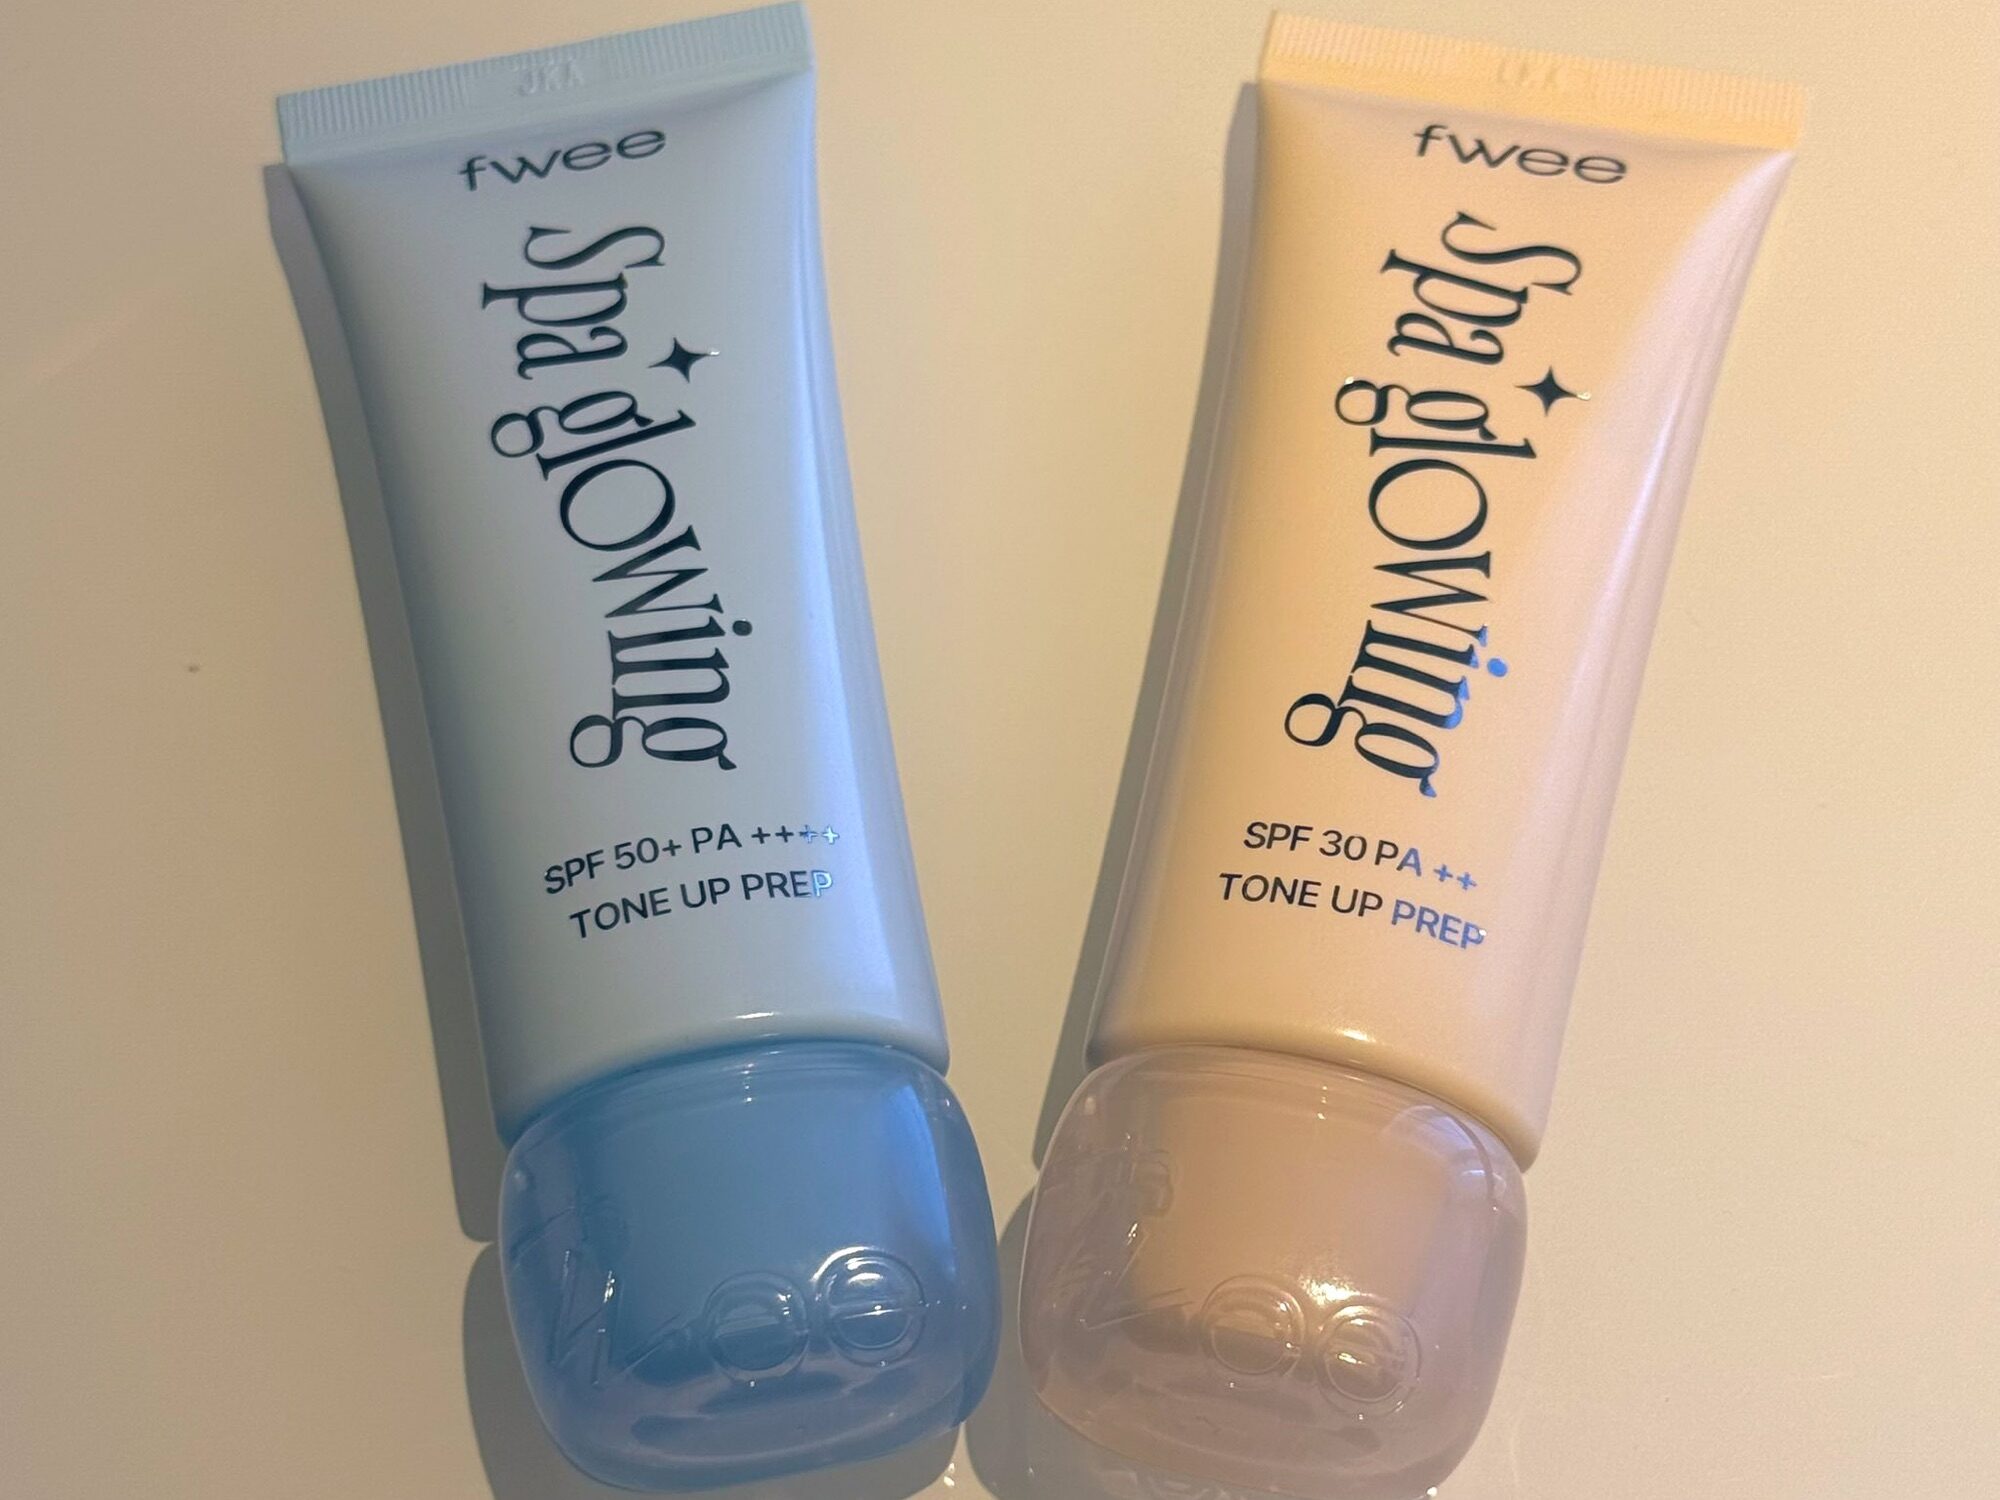 fwee
Spa glowing
SPF 50+ PA ++++
TONE UP PREP
fwee
Spa glowing
SPF 30 PA ++
TONE UP PREP